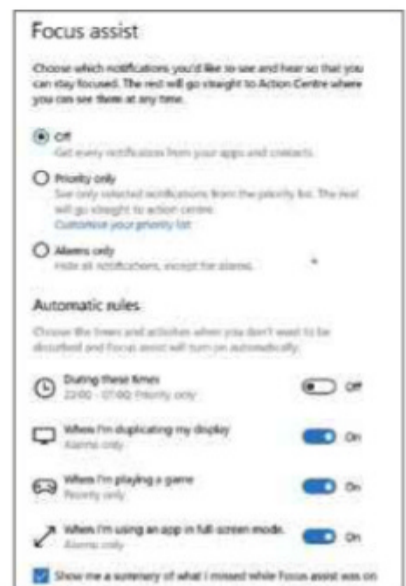 Focus assist
Choose which notifications you'd like to see and hear so that you
can stay focused. The rest will go straight to Action Centre where
you can see them at any time.
Off
Get every notification from your apps and contacts.
Priority only
See only selected notifications from the priority list. The rest
will go straight to action centre.
Customise your priority list
Alarms only
Hide all notifications, except for alarms.
Automatic rules
Choose the times and activities when you don't want to be
disturbed and Focus assist will turn on automatically.
During these times
Off
22:00 - 07:00; Priority only
When I'm duplicating my display
On
Alarms only
When I'm playing a game
On
Priority only
When I'm using an app in full-screen mode.
On
Alarms only
Show me a summary of what I missed while Focus assist was on